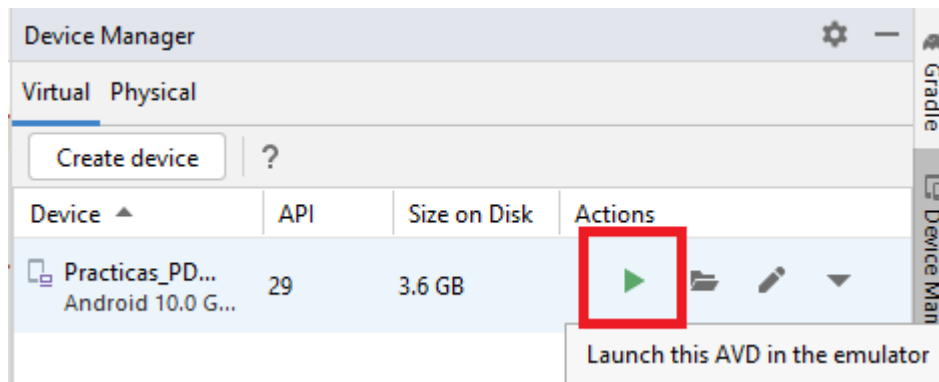 Device Manager
Gradle
Virtual Physical
Create device ?
Device API Size on Disk Actions
Practicas_PD... 29 3.6 GB
Android 10.0 G...
Device Man
Launch this AVD in the emulator